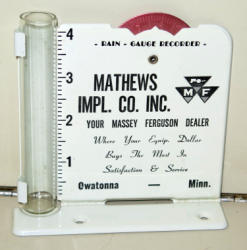 - RAIN - GAUGE RECORDER -
4
3
2
1
MATHEWS
IMPL. CO. INC.
MF
YOUR MASSEY FERGUSON DEALER
Where Your Equip. Dollar
Buys The Most In
Satisfaction & Service
Owatonna — Minn.